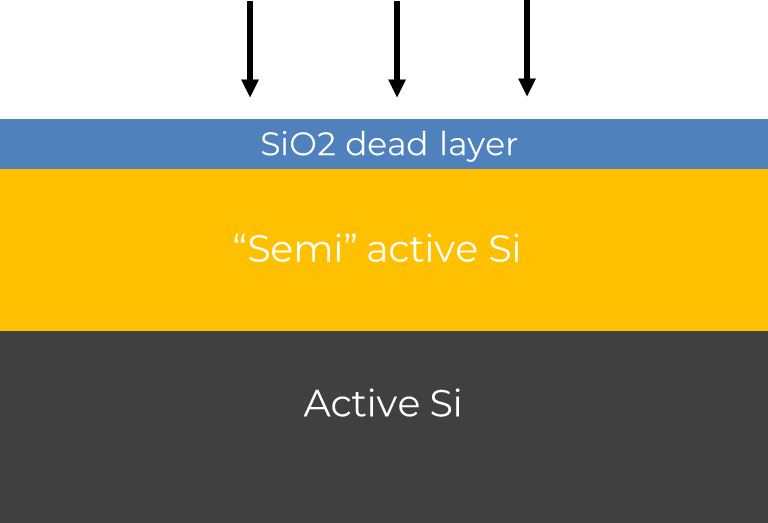 SiO2 dead layer
“Semi” active Si
Active Si